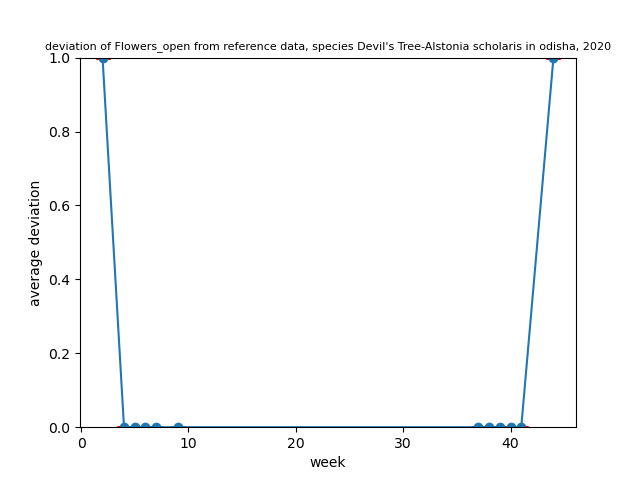 deviation of Flowers_open from reference data, species Devil's Tree-Alstonia scholaris in odisha, 2020
1.0
0.8
0.6
0.4
0.2
0.0
average deviation
0 10 20 30 40
week